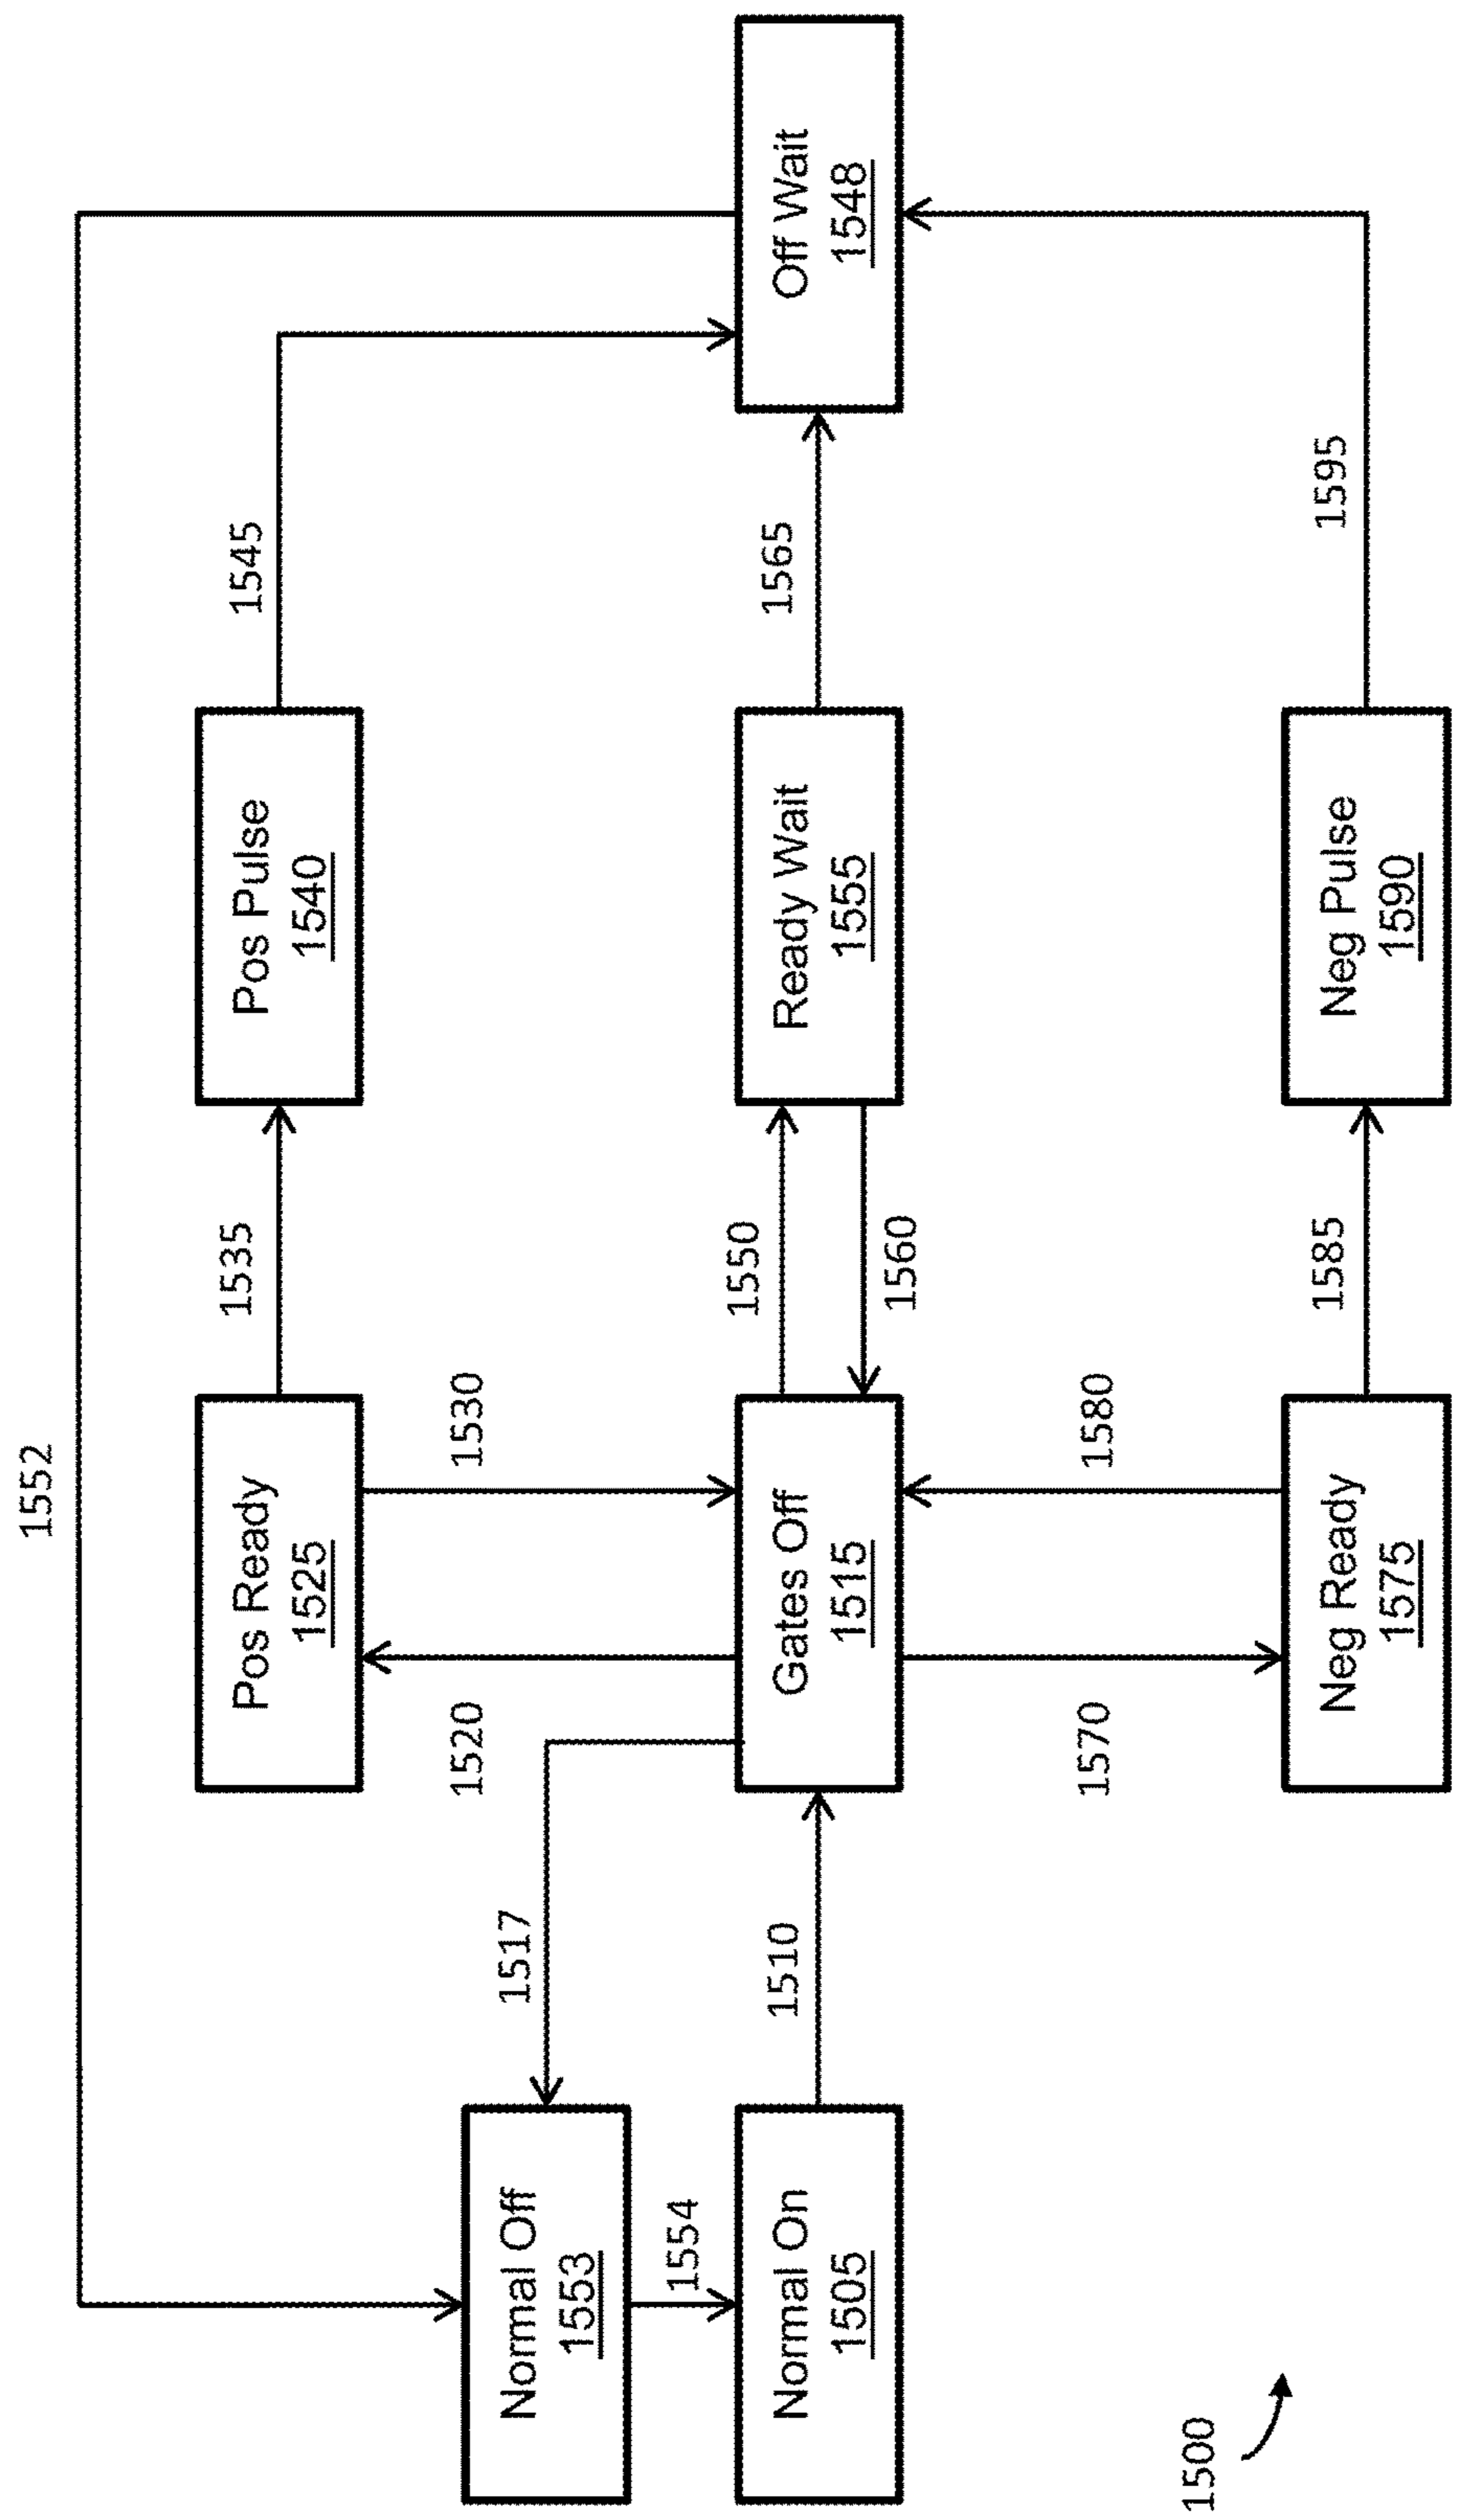 1552
Pos Ready
1525
1535
Pos Pulse
1540
1545
1520
1530
Normal Off
1553
1517
1554
Normal On
1505
1510
Gates Off
1515
1550
1560
Ready Wait
1555
1565
Off Wait
1548
1570
1580
Neg Ready
1575
1585
Neg Pulse
1590
1595
1500